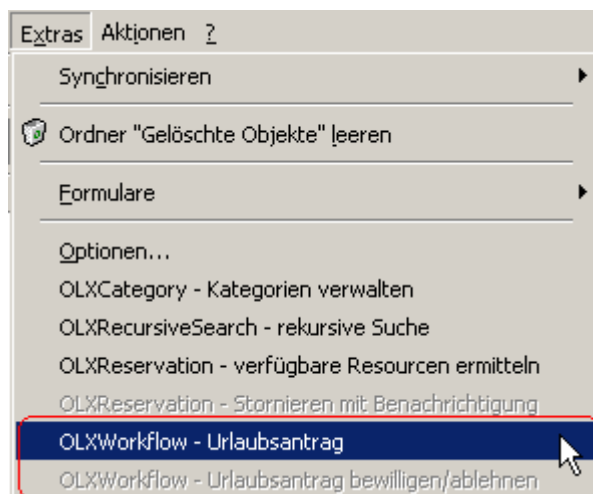 Extras Aktionen ?
Synchronisieren
Ordner "Gelöschte Objekte" leeren
Formulare
Optionen...
OLXCategory - Kategorien verwalten
OLXRecursiveSearch - rekursive Suche
OLXReservation - verfügbare Resourcen ermitteln
OLXReservation - Stornieren mit Benachrichtigung
OLXWorkflow - Urlaubsantrag
OLXWorkflow - Urlaubsantrag bewilligen/ablehnen